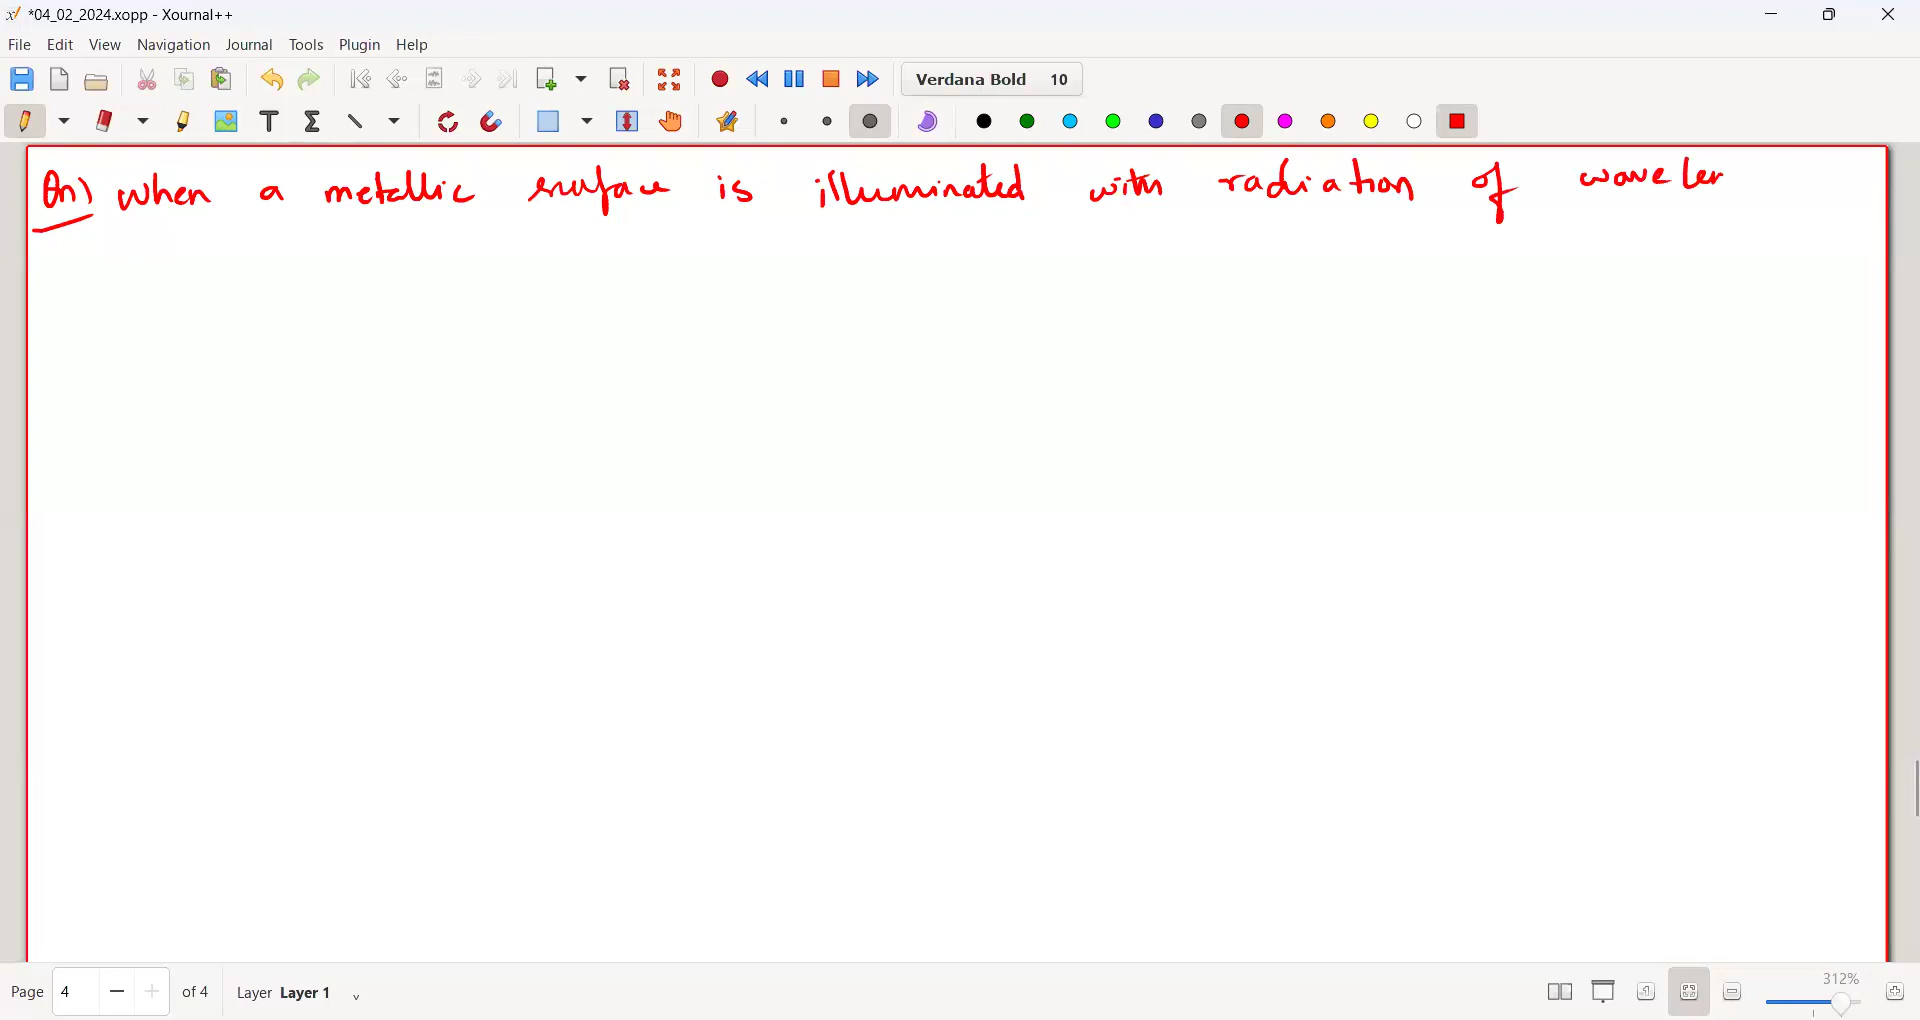 *04_02_2024.xopp - Xournal++
File Edit View Navigation Journal Tools Plugin Help
Verdana Bold 10
Qn) When a metallic surface is illuminated with radiation of wavelen
Page 4 of 4 Layer Layer 1 312%